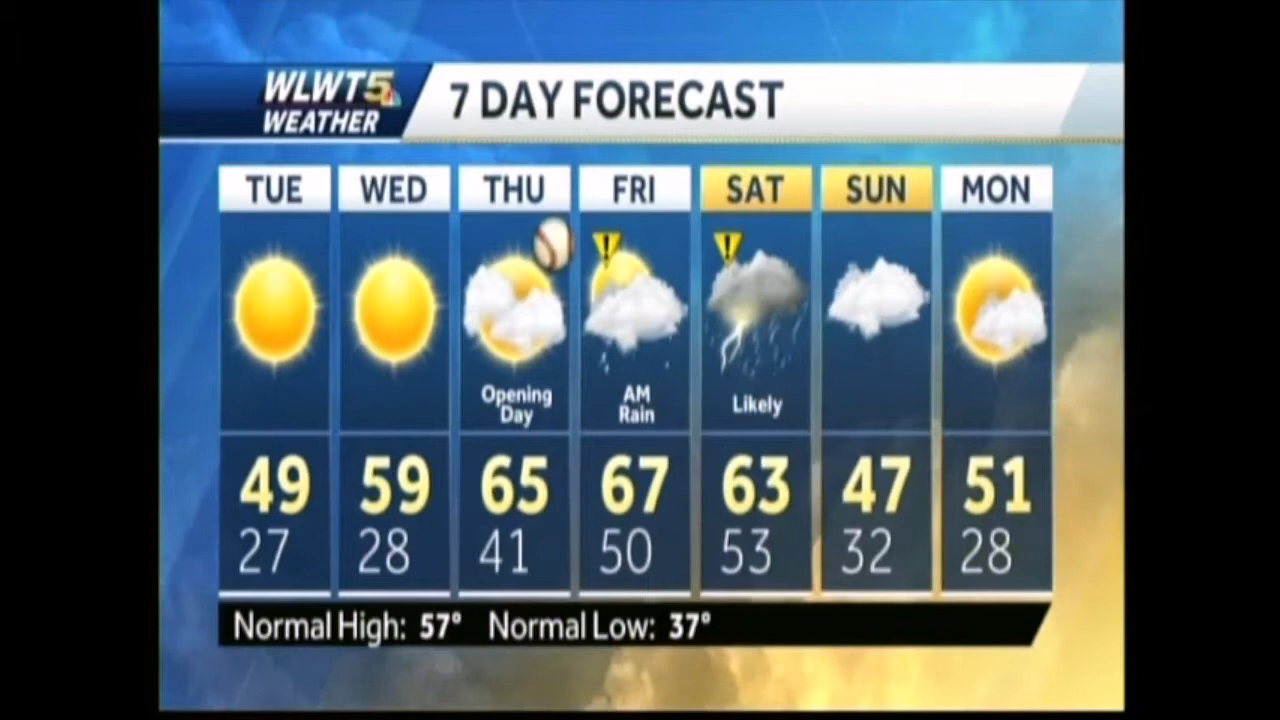 WLWT5
WEATHER
7 DAY FORECAST
TUE WED THU FRI SAT SUN MON
! !
Opening
Day
AM
Rain
Likely
49 59 65 67 63 47 51
27 28 41 50 53 32 28
Normal High: 57° Normal Low: 37°